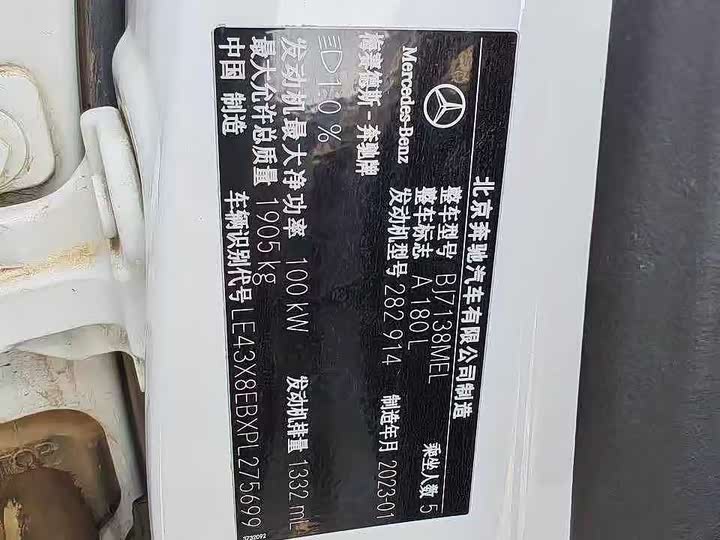 北京奔驰汽车有限公司制造
Mercedes-Benz
梅赛德斯-奔驰牌
整车型号 BJ7138MEL 乘坐人数 5
整车标志 A 180 L
发动机型号 282 914 制造年月 2023-01
1.0%
发动机最大净功率 100 kW 发动机排量 1332 mL
最大允许总质量 1905 kg
中国 制造 车辆识别代号 LE43X8EBXPL275699